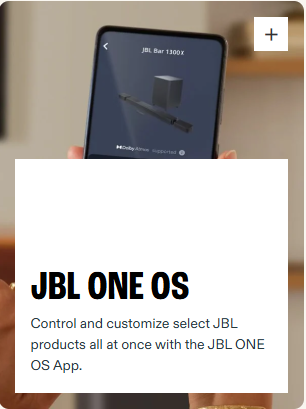 JBL Bar 1300X
Dolby Atmos supported
JBL ONE OS
Control and customize select JBL
products all at once with the JBL ONE
OS App.